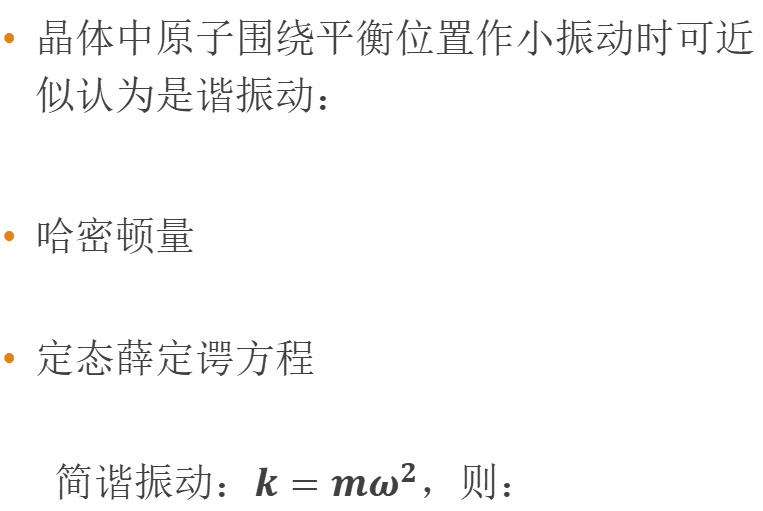 • 晶体中原子围绕平衡位置作小振动时可近
似认为是谐振动：
• 哈密顿量
• 定态薛定谔方程
简谐振动：k = mω²，则：